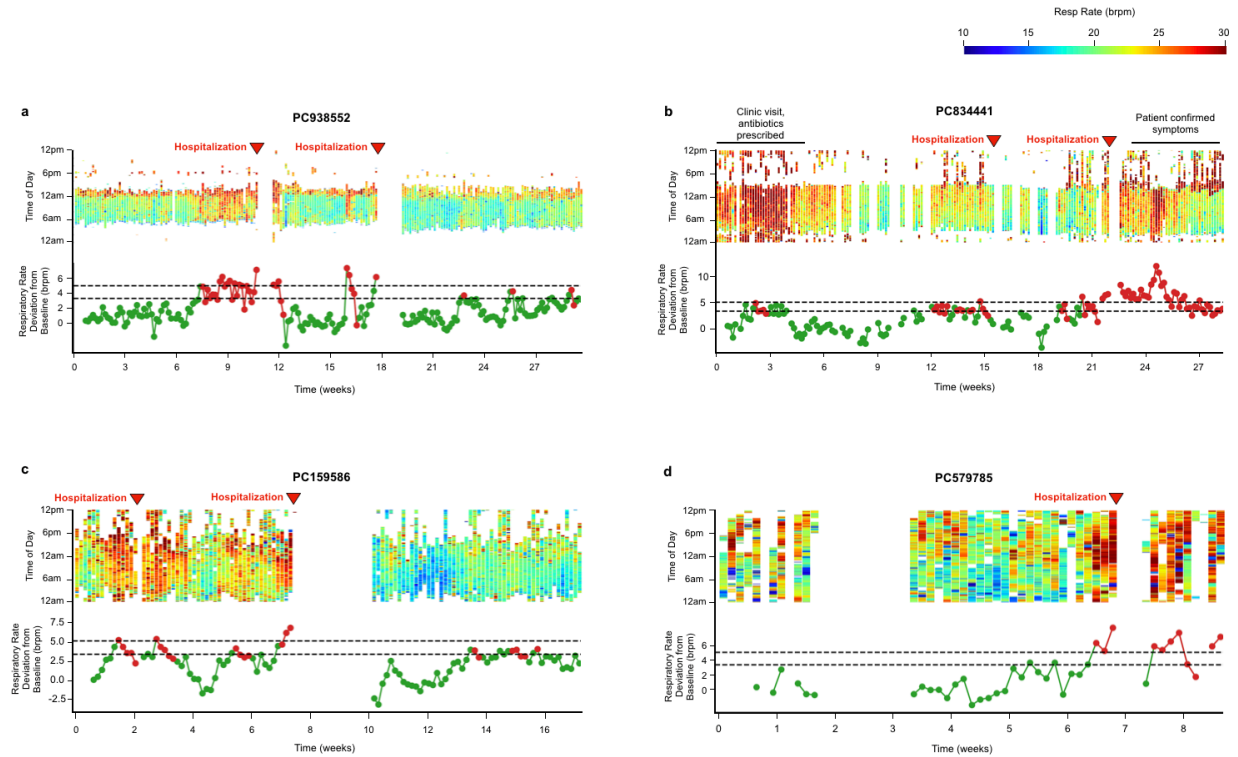 Resp Rate (brpm)
10 15 20 25 30
a
PC938552
Hospitalization Hospitalization
12pm
6pm
12am
6am
12am
Time of Day
6
4
2
0
Respiratory Rate
Deviation from
Baseline (brpm)
0 3 6 9 12 15 18 21 24 27
Time (weeks)
b
PC834441
Clinic visit,
antibiotics
prescribed
Hospitalization Hospitalization
Patient confirmed
symptoms
12pm
6pm
12am
6am
12am
Time of Day
10
5
0
Respiratory Rate
Deviation from
Baseline (brpm)
0 3 6 9 12 15 18 21 24 27
Time (weeks)
c
PC159586
Hospitalization Hospitalization
12pm
6pm
12am
6am
12am
Time of Day
7.5
5.0
2.5
0.0
-2.5
Respiratory Rate
Deviation from
Baseline (brpm)
0 2 4 6 8 10 12 14 16
Time (weeks)
d
PC579785
Hospitalization
12pm
6pm
12am
6am
12am
Time of Day
6
4
2
0
Respiratory Rate
Deviation from
Baseline (brpm)
0 1 2 3 4 5 6 7 8
Time (weeks)